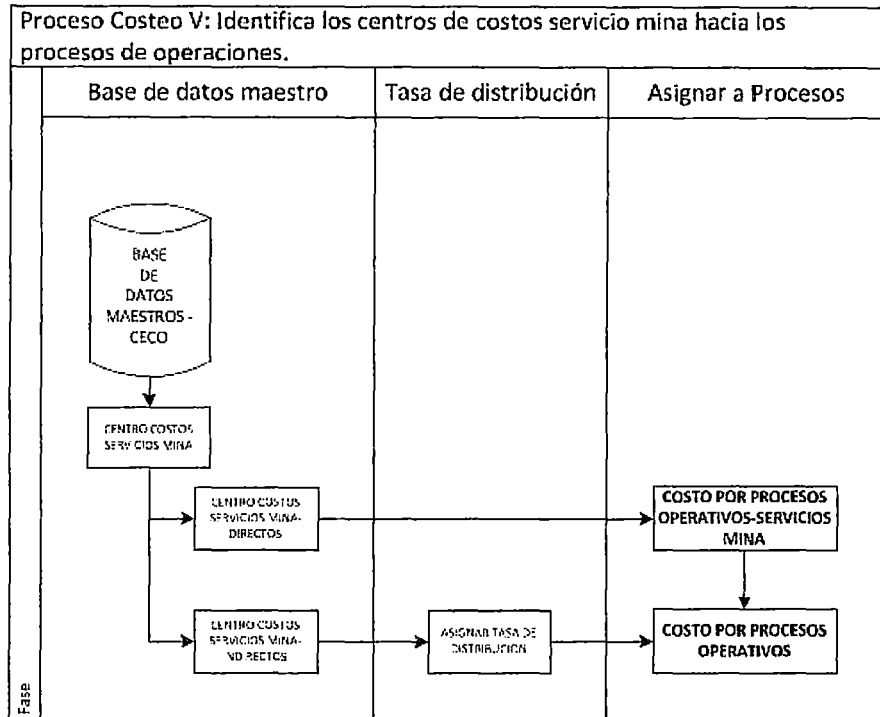 Proceso Costeo V: Identifica los centros de costos servicio mina hacia los
procesos de operaciones.
Base de datos maestro
Tasa de distribución
Asignar a Procesos
BASE
DE
DATOS
MAESTROS -
CECO
CENTRO COSTOS
SERVICIOS MINA
CENTRO COSTOS
SERVICIOS MINA-
DIRECTOS
COSTO POR PROCESOS
OPERATIVOS-SERVICIOS
MINA
CENTRO COSTOS
SERVICIOS MINA-
INDIRECTOS
ASIGNAR TASA DE
DISTRIBUCION
COSTO POR PROCESOS
OPERATIVOS
Fase